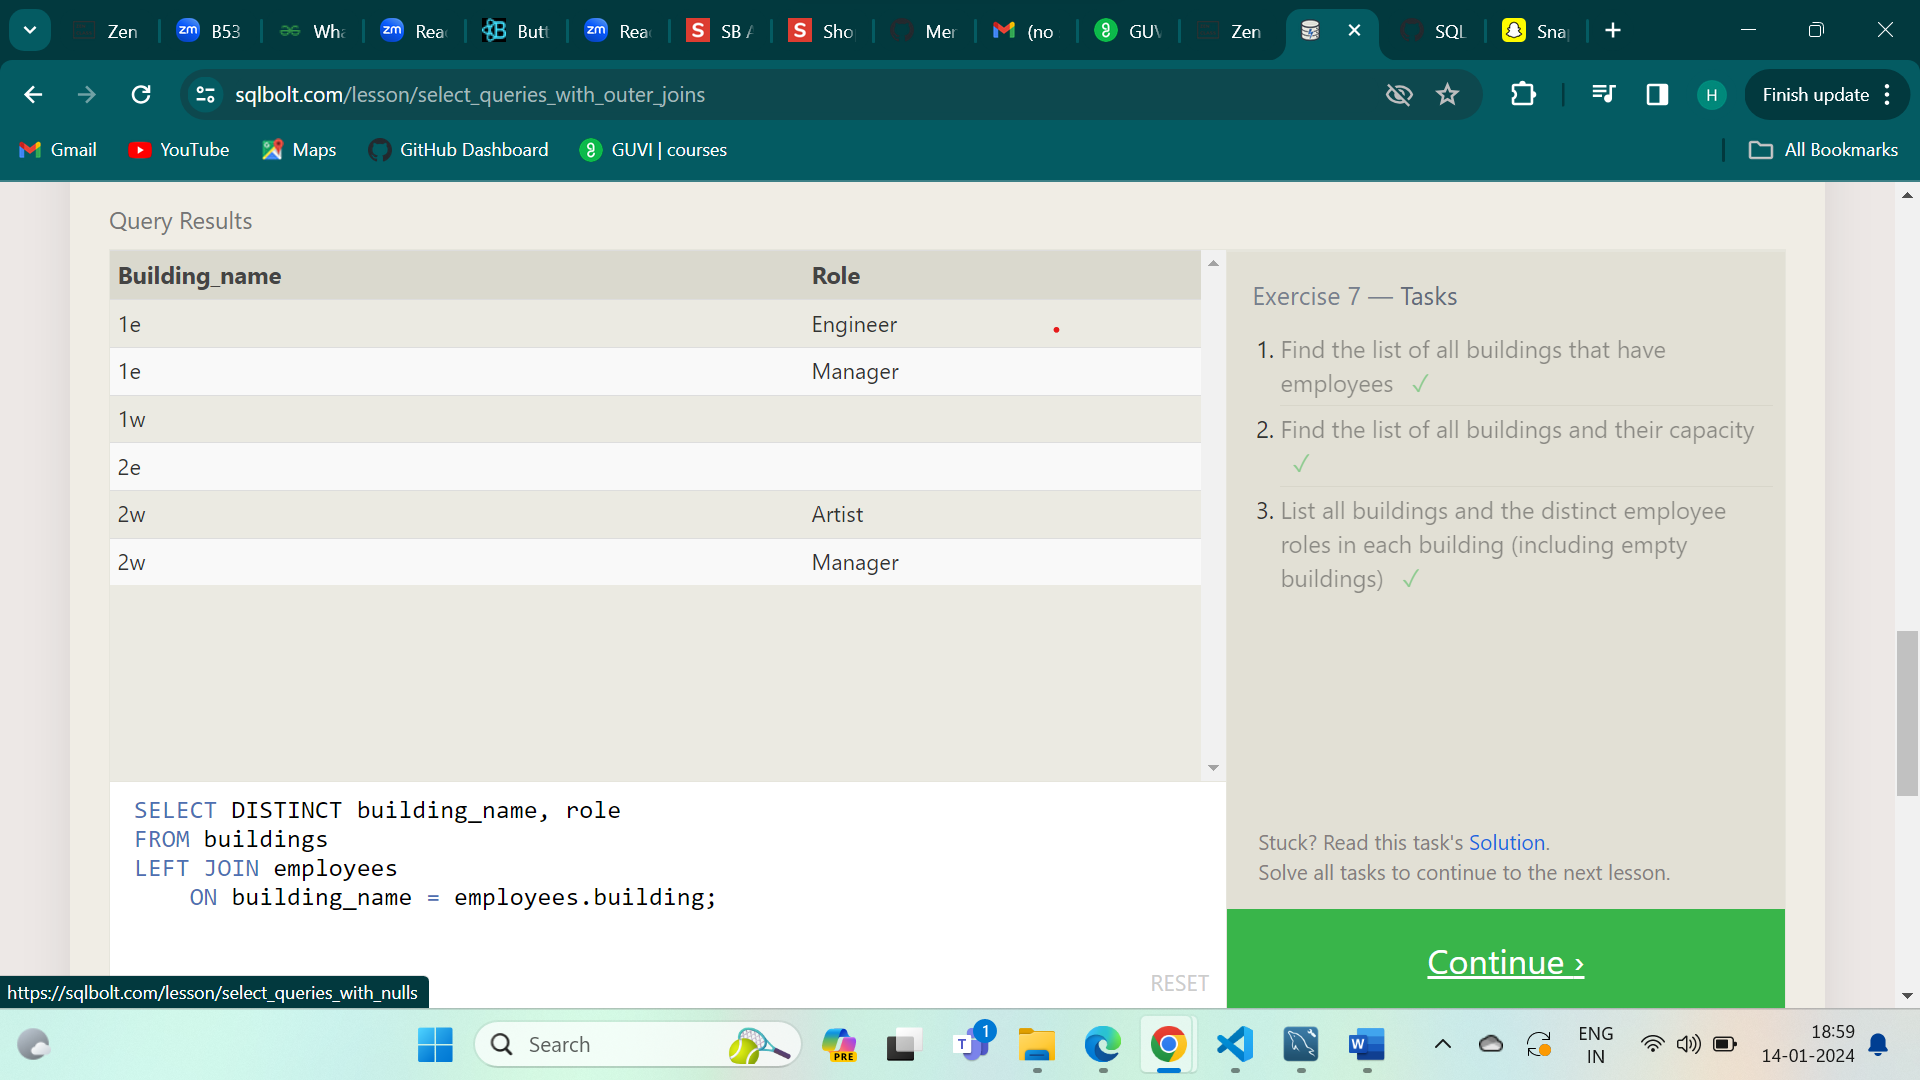 Zen
B53
Wha
Rea
Butt
Rea
SB A
Sho
Mer
(no
GUV
Zen
SQL
Sna
sqlbolt.com/lesson/select_queries_with_outer_joins
H
Finish update
Gmail
YouTube
Maps
GitHub Dashboard
GUVI | courses
All Bookmarks
Query Results
Building_name Role
1e Engineer
1e Manager
1w
2e
2w Artist
2w Manager
Exercise 7 — Tasks
1. Find the list of all buildings that have
employees ✓
2. Find the list of all buildings and their capacity
✓
3. List all buildings and the distinct employee
roles in each building (including empty
buildings) ✓
SELECT DISTINCT building_name, role
FROM buildings
LEFT JOIN employees
ON building_name = employees.building;
RESET
Stuck? Read this task's Solution.
Solve all tasks to continue to the next lesson.
Continue ›
https://sqlbolt.com/lesson/select_queries_with_nulls
Search
PRE
1
ENG
IN
18:59
14-01-2024